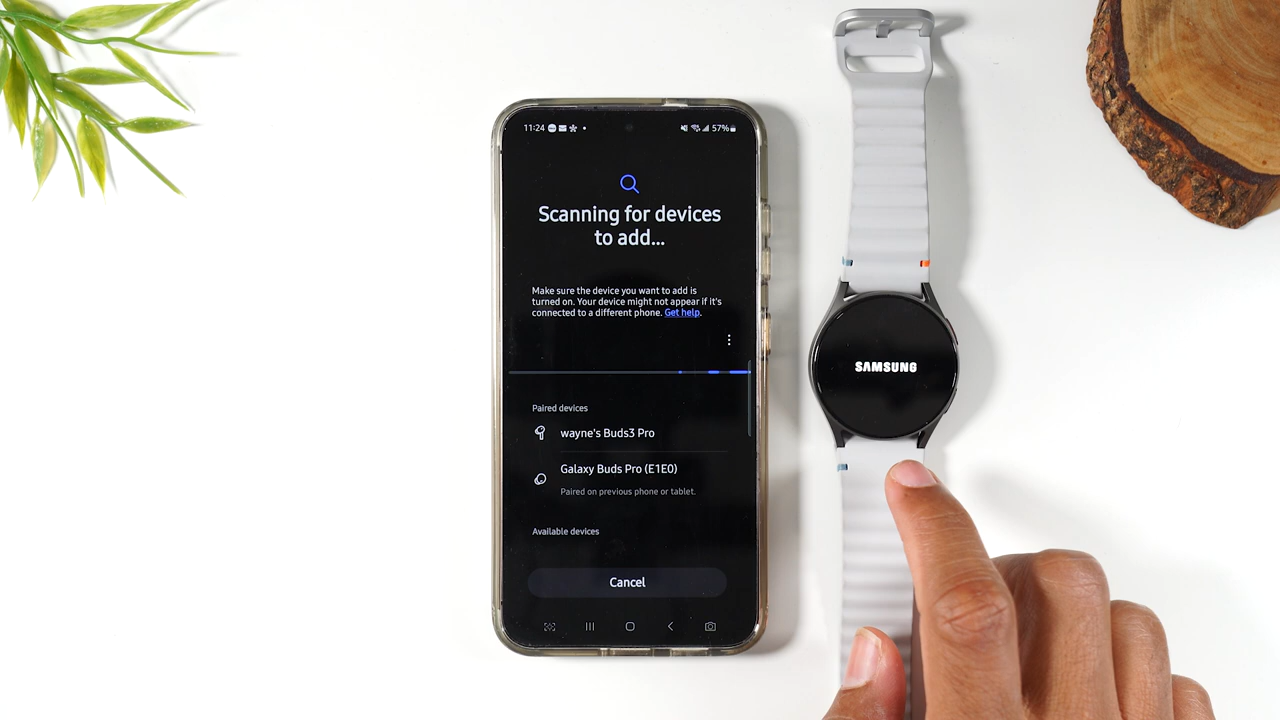 11:24
57%
Scanning for devices
to add...
Make sure the device you want to add is
turned on. Your device might not appear if it's
connected to a different phone. Get help.
Paired devices
wayne's Buds3 Pro
Galaxy Buds Pro (E1E0)
Paired on previous phone or tablet.
Available devices
Cancel
SAMSUNG